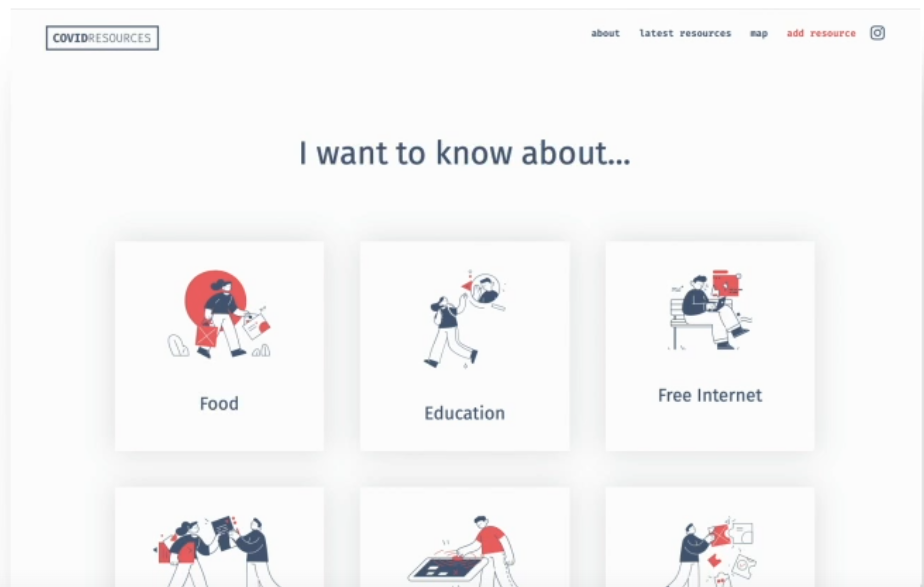 COVIDRESOURCES
about latest resources map add resource
I want to know about...
Food
Education
Free Internet